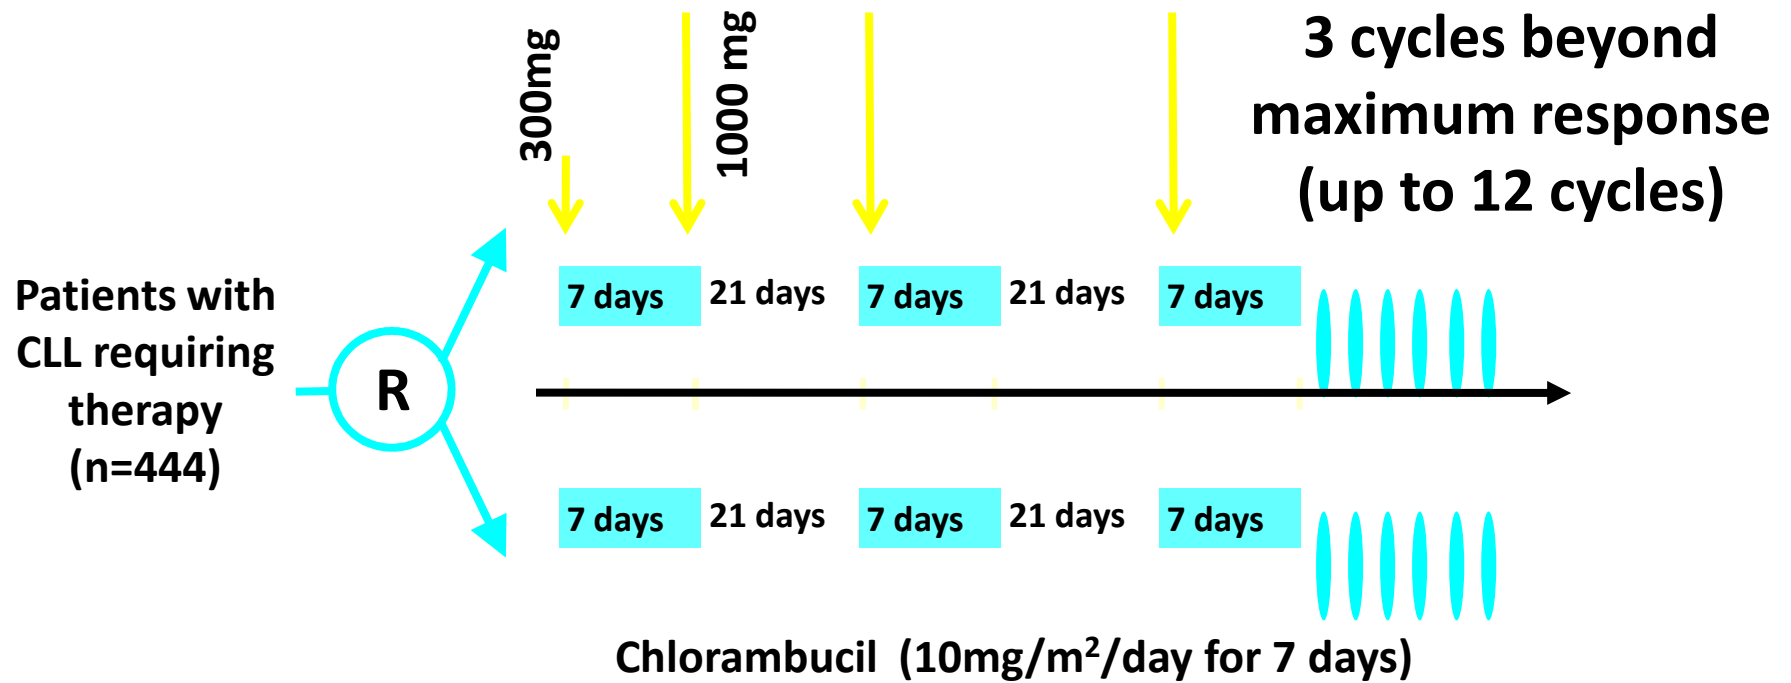 300mg
1000 mg
3 cycles beyond
maximum response
(up to 12 cycles)
Patients with
CLL requiring
therapy
(n=444)
R
7 days 21 days 7 days 21 days 7 days
7 days 21 days 7 days 21 days 7 days
Chlorambucil (10mg/m²/day for 7 days)